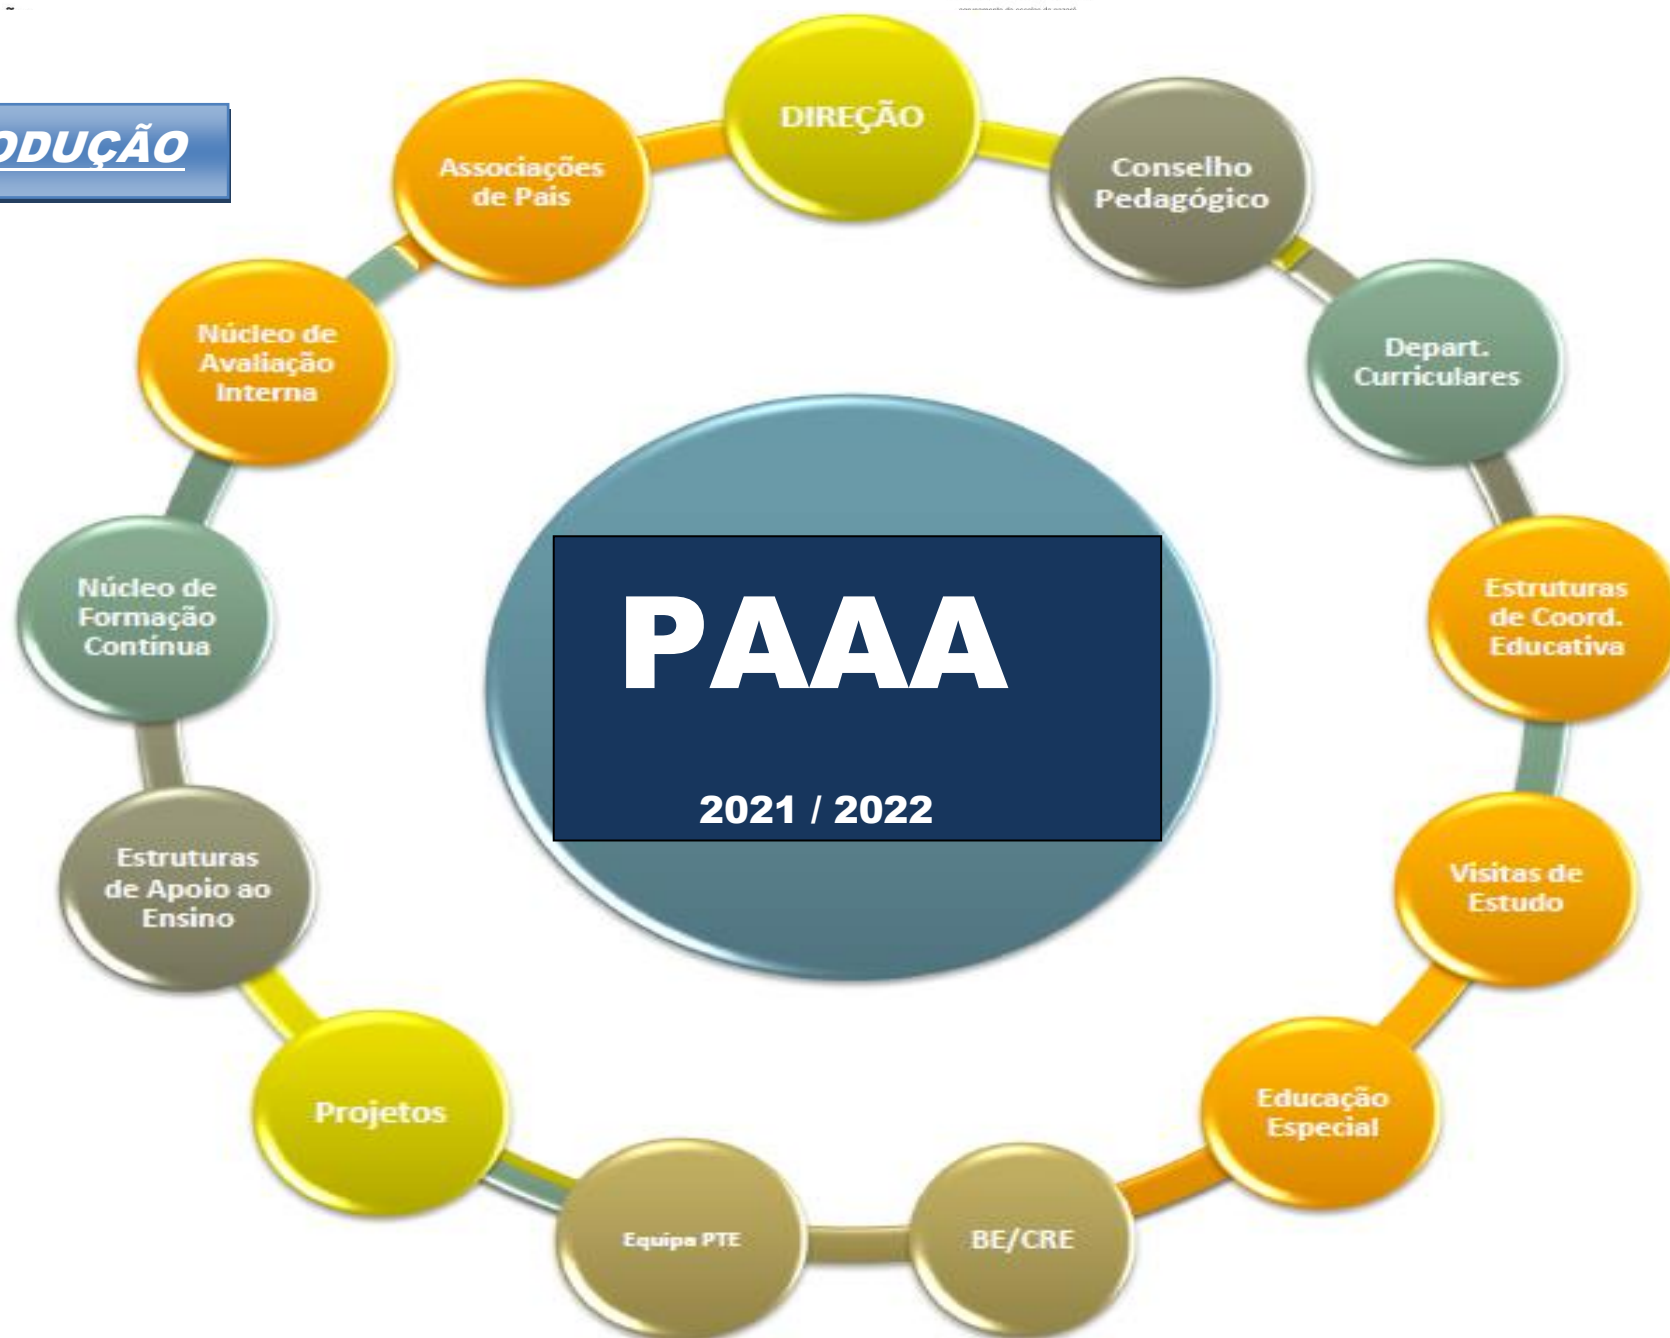 ODUÇÃO
DIREÇÃO
Conselho
Pedagógico
Depart.
Curriculares
Estruturas
de Coord.
Educativa
Visitas de
Estudo
Educação
Especial
BE/CRE
Equipa PTE
Projetos
Estruturas
de Apoio ao
Ensino
Núcleo de
Formação
Contínua
Núcleo de
Avaliação
Interna
Associações
de Pais
PAAA
2021 / 2022